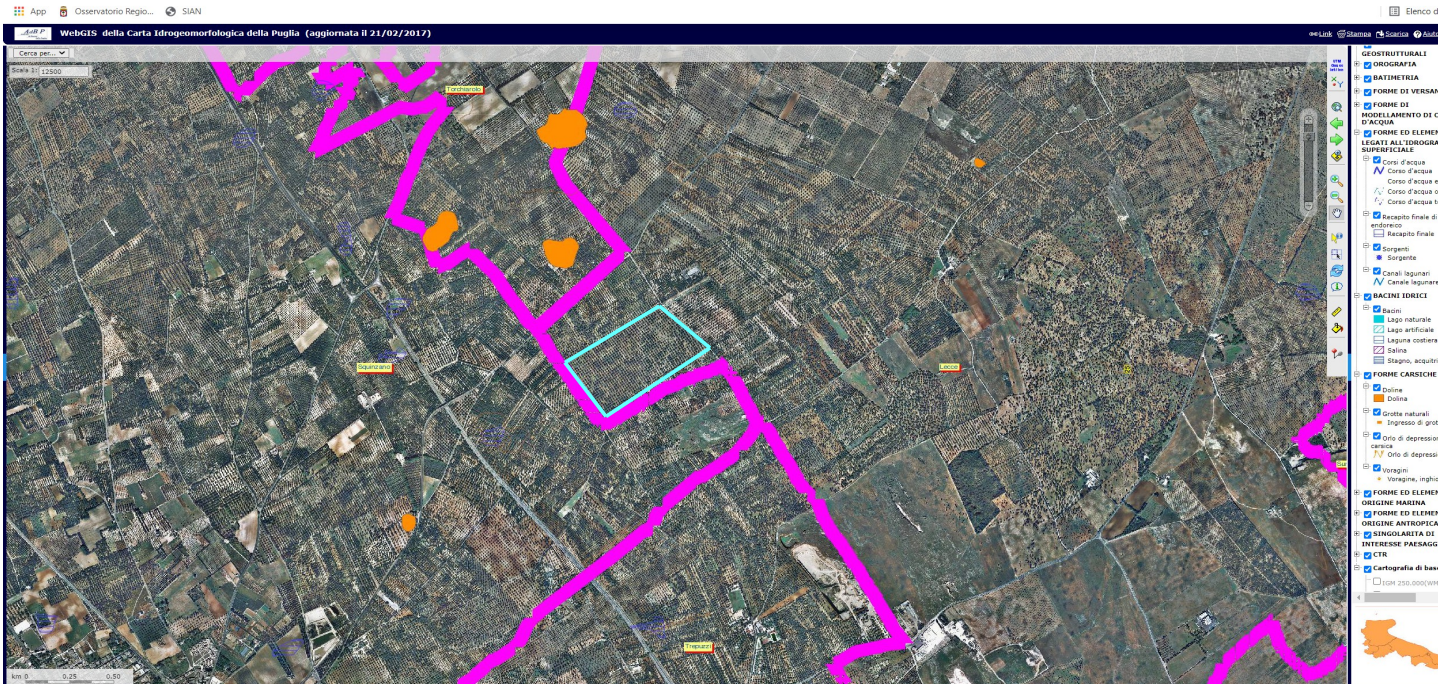 App Osservatorio Regio... SIAN Elenco d
AdB P WebGIS della Carta Idrogeomorfologica della Puglia (aggiornata il 21/02/2017) Link Stampa Scarica Aiuto
Cerca per...
Scala 1: 12500
Torchiarolo
Squinzano
Lecce
Trepuzzi
Su
km 0 0.25 0.50
GEOSTRUTTURALI
OROGRAFIA
BATIMETRIA
FORME DI VERSAN
FORME DI
MODELLAMENTO DI C
D'ACQUA
FORME ED ELEMEN
LEGATI ALL'IDROGRA
SUPERFICIALE
Corsi d'acqua
Corso d'acqua
Corso d'acqua e
Corso d'acqua o
Corso d'acqua t
Recapito finale di
endoreico
Recapito finale
Sorgenti
Sorgente
Canali lagunari
Canale lagunare
BACINI IDRICI
Bacini
Lago naturale
Lago artificiale
Laguna costiera
Salina
Stagno, acquitri
FORME CARSICHE
Doline
Dolina
Grotte naturali
Ingresso di grot
Orlo di depression
carsica
Orlo di depressi
Voragini
Voragine, inghio
FORME ED ELEMEN
ORIGINE MARINA
FORME ED ELEMEN
ORIGINE ANTROPICA
SINGOLARITA DI
INTERESSE PAESAGG
CTR
Cartografia di base
IGM 250.000(WM